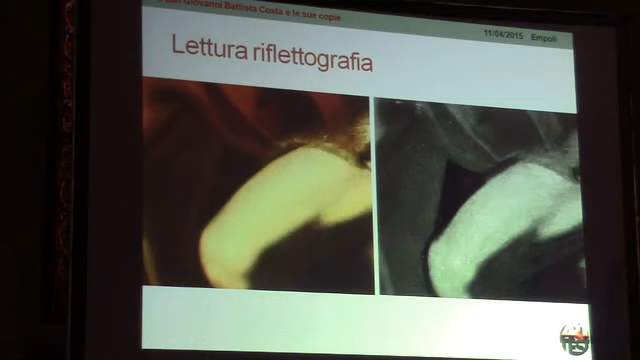 San Giovanni Battista Costa e le sue copie
11/04/2015 Empoli
Lettura riflettografia